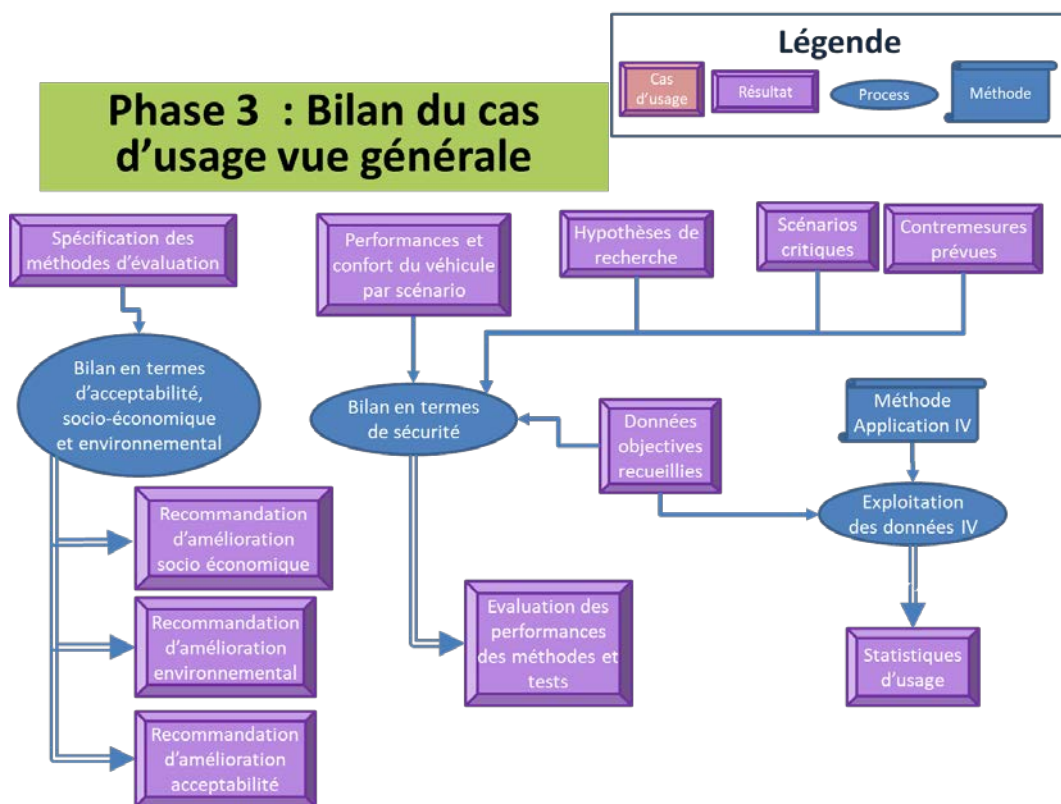 Légende
Cas
d'usage
Résultat
Process
Méthode
Phase 3 : Bilan du cas
d'usage vue générale
Spécification des
méthodes d'évaluation
Performances et
confort du véhicule
par scénario
Hypothèses de
recherche
Scénarios
critiques
Contremesures
prévues
Bilan en termes
d'acceptabilité,
socio-économique
et environnemental
Bilan en termes
de sécurité
Données
objectives
recueillies
Méthode
Application IV
Exploitation
des données IV
Recommandation
d'amélioration
socio économique
Recommandation
d'amélioration
environnemental
Recommandation
d'amélioration
acceptabilité
Evaluation des
performances
des méthodes et
tests
Statistiques
d'usage